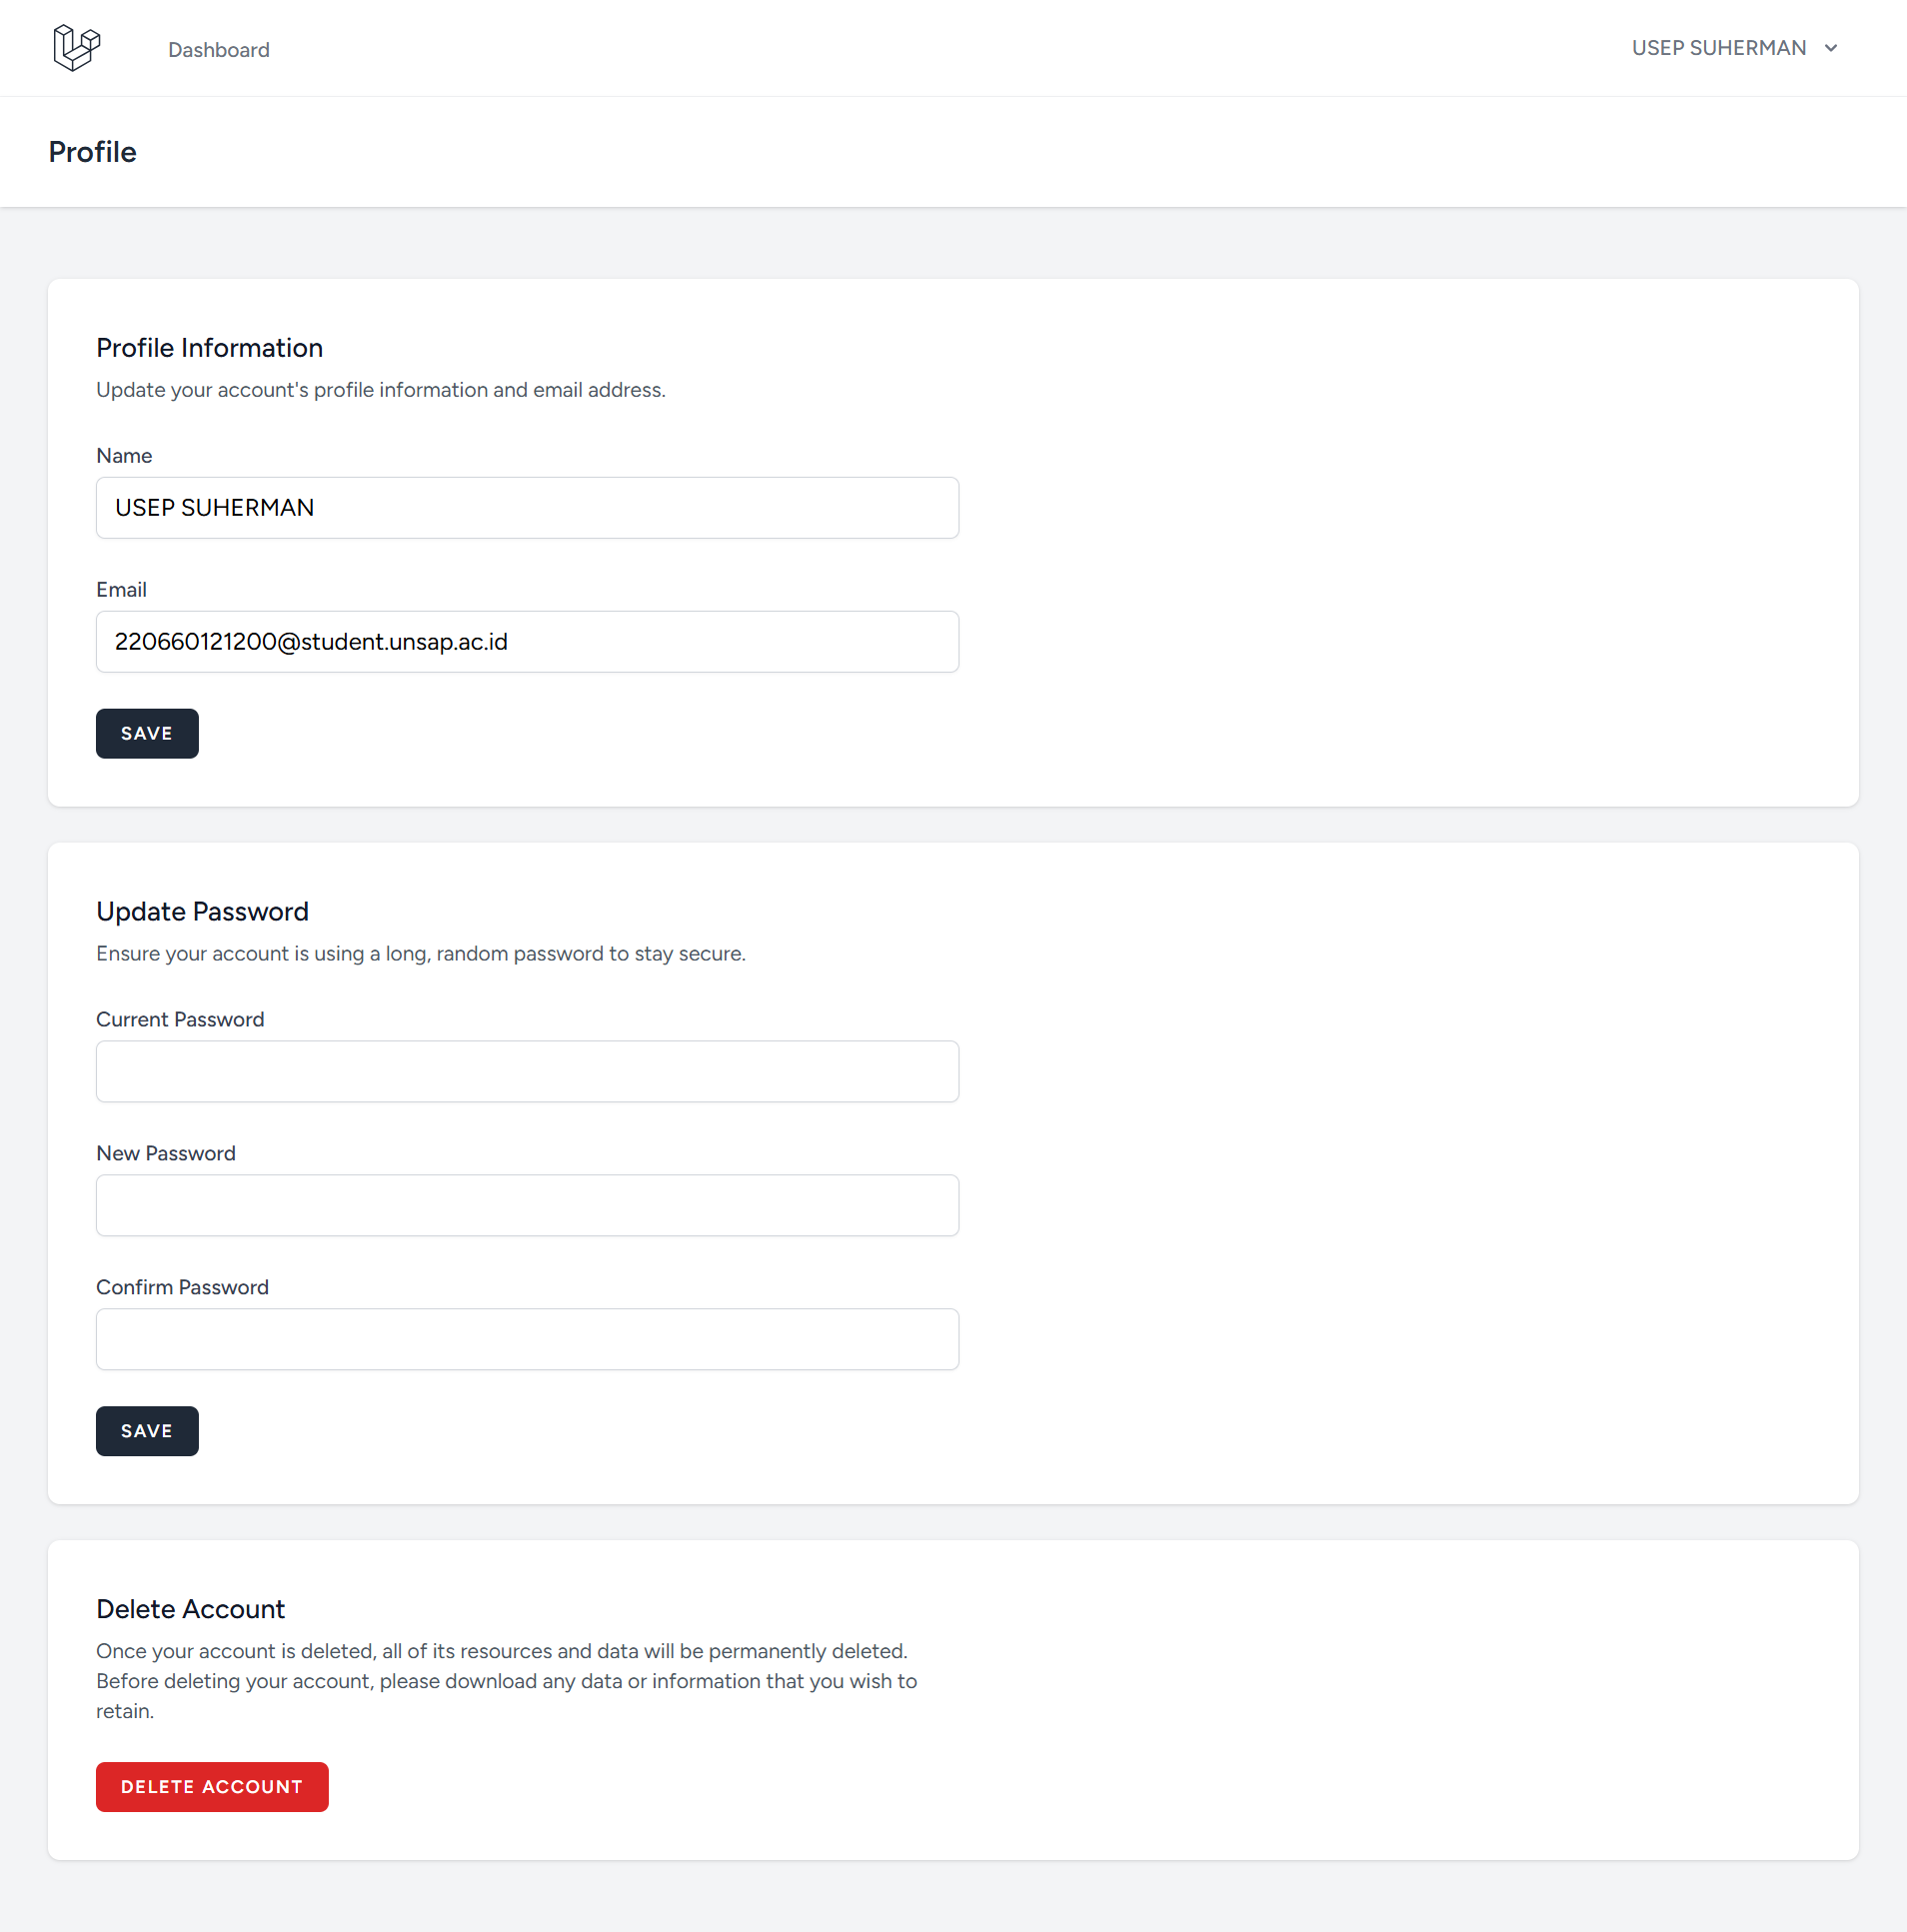 Dashboard
USEP SUHERMAN
Profile
Profile Information
Update your account's profile information and email address.
Name
USEP SUHERMAN
Email
220660121200@student.unsap.ac.id
SAVE
Update Password
Ensure your account is using a long, random password to stay secure.
Current Password
New Password
Confirm Password
SAVE
Delete Account
Once your account is deleted, all of its resources and data will be permanently deleted.
Before deleting your account, please download any data or information that you wish to
retain.
DELETE ACCOUNT